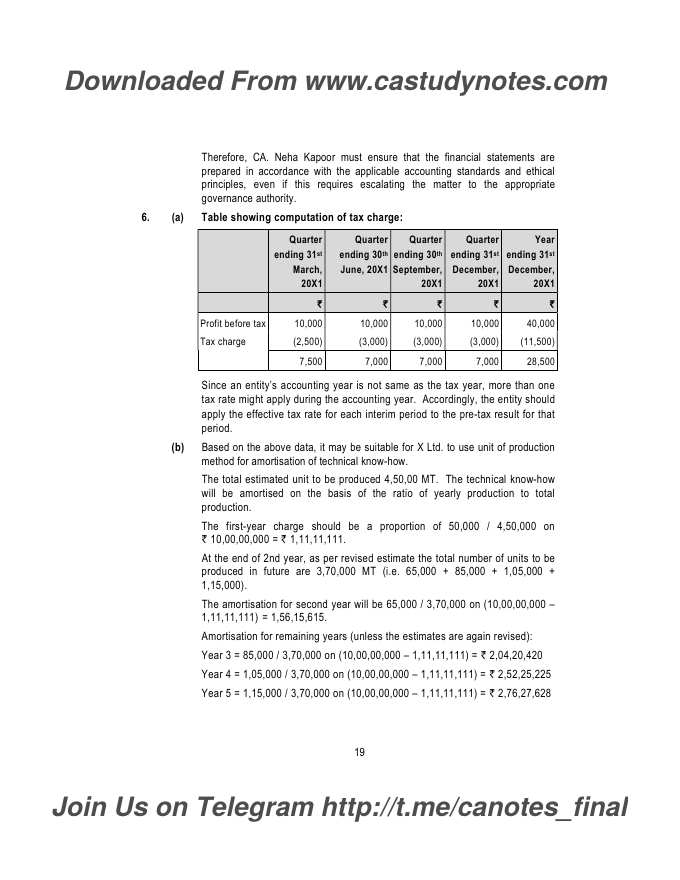 Downloaded From www.castudynotes.com
Therefore, CA. Neha Kapoor must ensure that the financial statements are
prepared in accordance with the applicable accounting standards and ethical
principles, even if this requires escalating the matter to the appropriate
governance authority.
6. (a) Table showing computation of tax charge:
Quarter Quarter Quarter Quarter Year
ending 31st ending 30th ending 30th ending 31st ending 31st
March, June, 20X1 September, December, December,
20X1 20X1 20X1 20X1
₹ ₹ ₹ ₹ ₹
Profit before tax 10,000 10,000 10,000 10,000 40,000
Tax charge (2,500) (3,000) (3,000) (3,000) (11,500)
7,500 7,000 7,000 7,000 28,500
Since an entity's accounting year is not same as the tax year, more than one
tax rate might apply during the accounting year. Accordingly, the entity should
apply the effective tax rate for each interim period to the pre-tax result for that
period.
(b) Based on the above data, it may be suitable for X Ltd. to use unit of production
method for amortisation of technical know-how.
The total estimated unit to be produced 4,50,00 MT. The technical know-how
will be amortised on the basis of the ratio of yearly production to total
production.
The first-year charge should be a proportion of 50,000 / 4,50,000 on
₹ 10,00,00,000 = ₹ 1,11,11,111.
At the end of 2nd year, as per revised estimate the total number of units to be
produced in future are 3,70,000 MT (i.e. 65,000 + 85,000 + 1,05,000 +
1,15,000).
The amortisation for second year will be 65,000 / 3,70,000 on (10,00,00,000 –
1,11,11,111) = 1,56,15,615.
Amortisation for remaining years (unless the estimates are again revised):
Year 3 = 85,000 / 3,70,000 on (10,00,00,000 – 1,11,11,111) = ₹ 2,04,20,420
Year 4 = 1,05,000 / 3,70,000 on (10,00,00,000 – 1,11,11,111) = ₹ 2,52,25,225
Year 5 = 1,15,000 / 3,70,000 on (10,00,00,000 – 1,11,11,111) = ₹ 2,76,27,628
19
Join Us on Telegram http://t.me/canotes_final